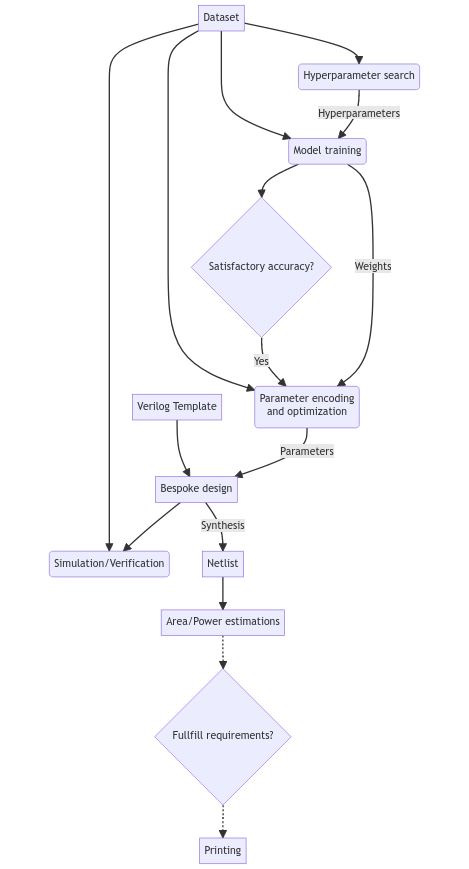 Dataset
Hyperparameter search
Hyperparameters
Model training
Satisfactory accuracy?
Weights
Yes
Parameter encoding
and optimization
Verilog Template
Parameters
Bespoke design
Synthesis
Simulation/Verification
Netlist
Area/Power estimations
Fullfill requirements?
Printing